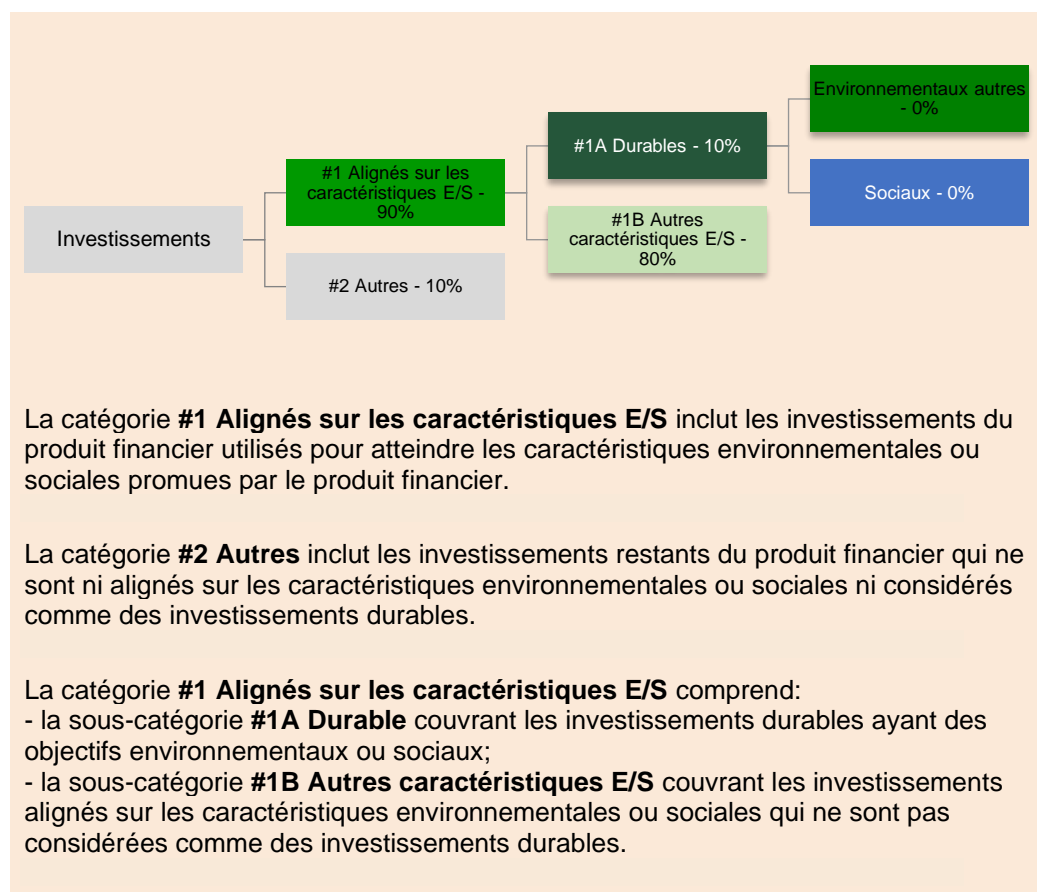 Environnementaux autres
- 0%
#1A Durables - 10%
#1 Alignés sur les
caractéristiques E/S -
90%
Sociaux - 0%
Investissements
#1B Autres
caractéristiques E/S -
80%
#2 Autres - 10%
La catégorie #1 Alignés sur les caractéristiques E/S inclut les investissements du
produit financier utilisés pour atteindre les caractéristiques environnementales ou
sociales promues par le produit financier.
La catégorie #2 Autres inclut les investissements restants du produit financier qui ne
sont ni alignés sur les caractéristiques environnementales ou sociales ni considérés
comme des investissements durables.
La catégorie #1 Alignés sur les caractéristiques E/S comprend:
- la sous-catégorie #1A Durable couvrant les investissements durables ayant des
objectifs environnementaux ou sociaux;
- la sous-catégorie #1B Autres caractéristiques E/S couvrant les investissements
alignés sur les caractéristiques environnementales ou sociales qui ne sont pas
considérées comme des investissements durables.